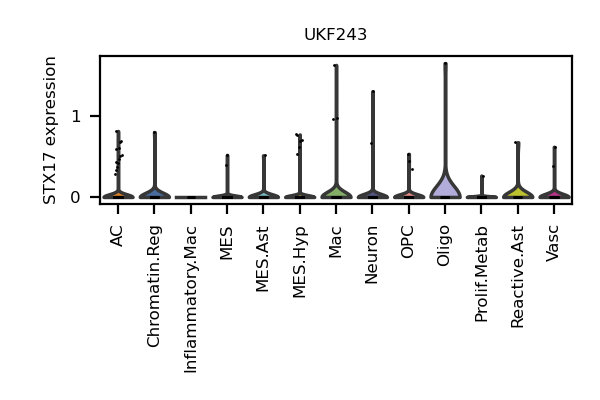 UKF243
STX17 expression
1
0
AC
Chromatin.Reg
Inflammatory.Mac
MES
MES.Ast
MES.Hyp
Mac
Neuron
OPC
Oligo
Prolif.Metab
Reactive.Ast
Vasc